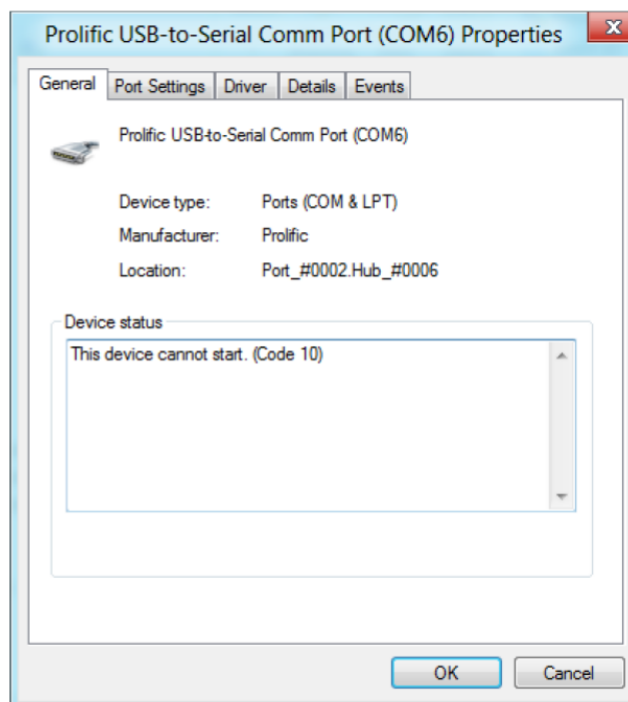 Prolific USB-to-Serial Comm Port (COM6) Properties
General Port Settings Driver Details Events
Prolific USB-to-Serial Comm Port (COM6)
Device type: Ports (COM & LPT)
Manufacturer: Prolific
Location: Port_#0002.Hub_#0006
Device status
This device cannot start. (Code 10)
OK Cancel